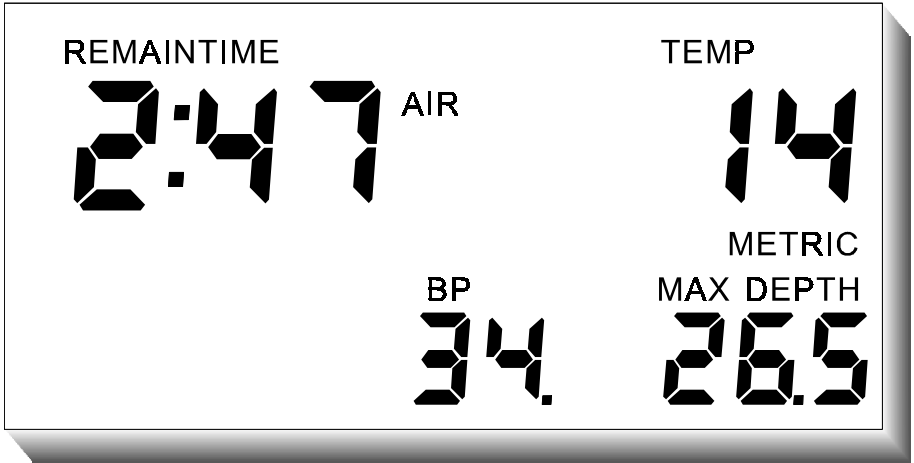 REMAINTIME TEMP
2:47 AIR 14
METRIC
BP MAX DEPTH
34. 26.5